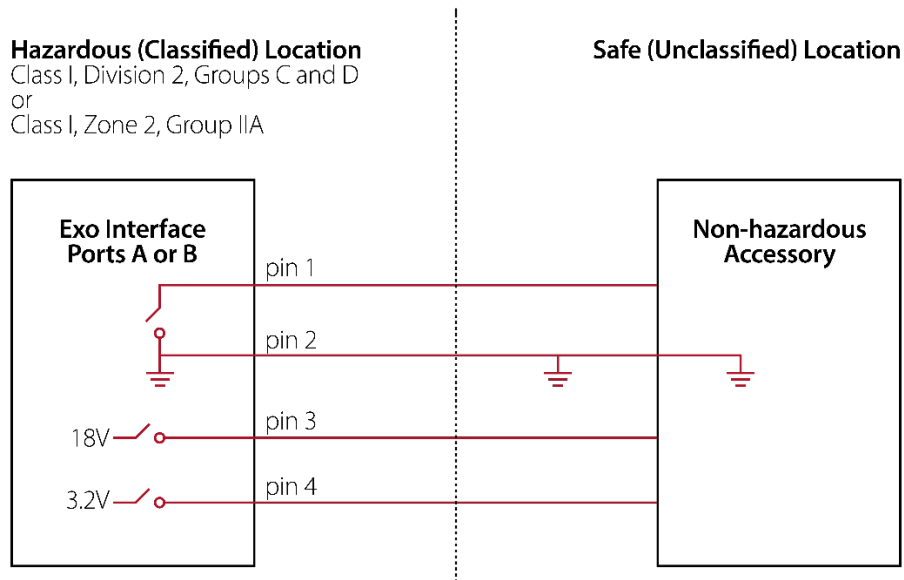 Hazardous (Classified) Location
Class I, Division 2, Groups C and D
or
Class I, Zone 2, Group IIA
Safe (Unclassified) Location
Exo Interface
Ports A or B
Non-hazardous
Accessory
pin 1
pin 2
pin 3
18V
pin 4
3.2V